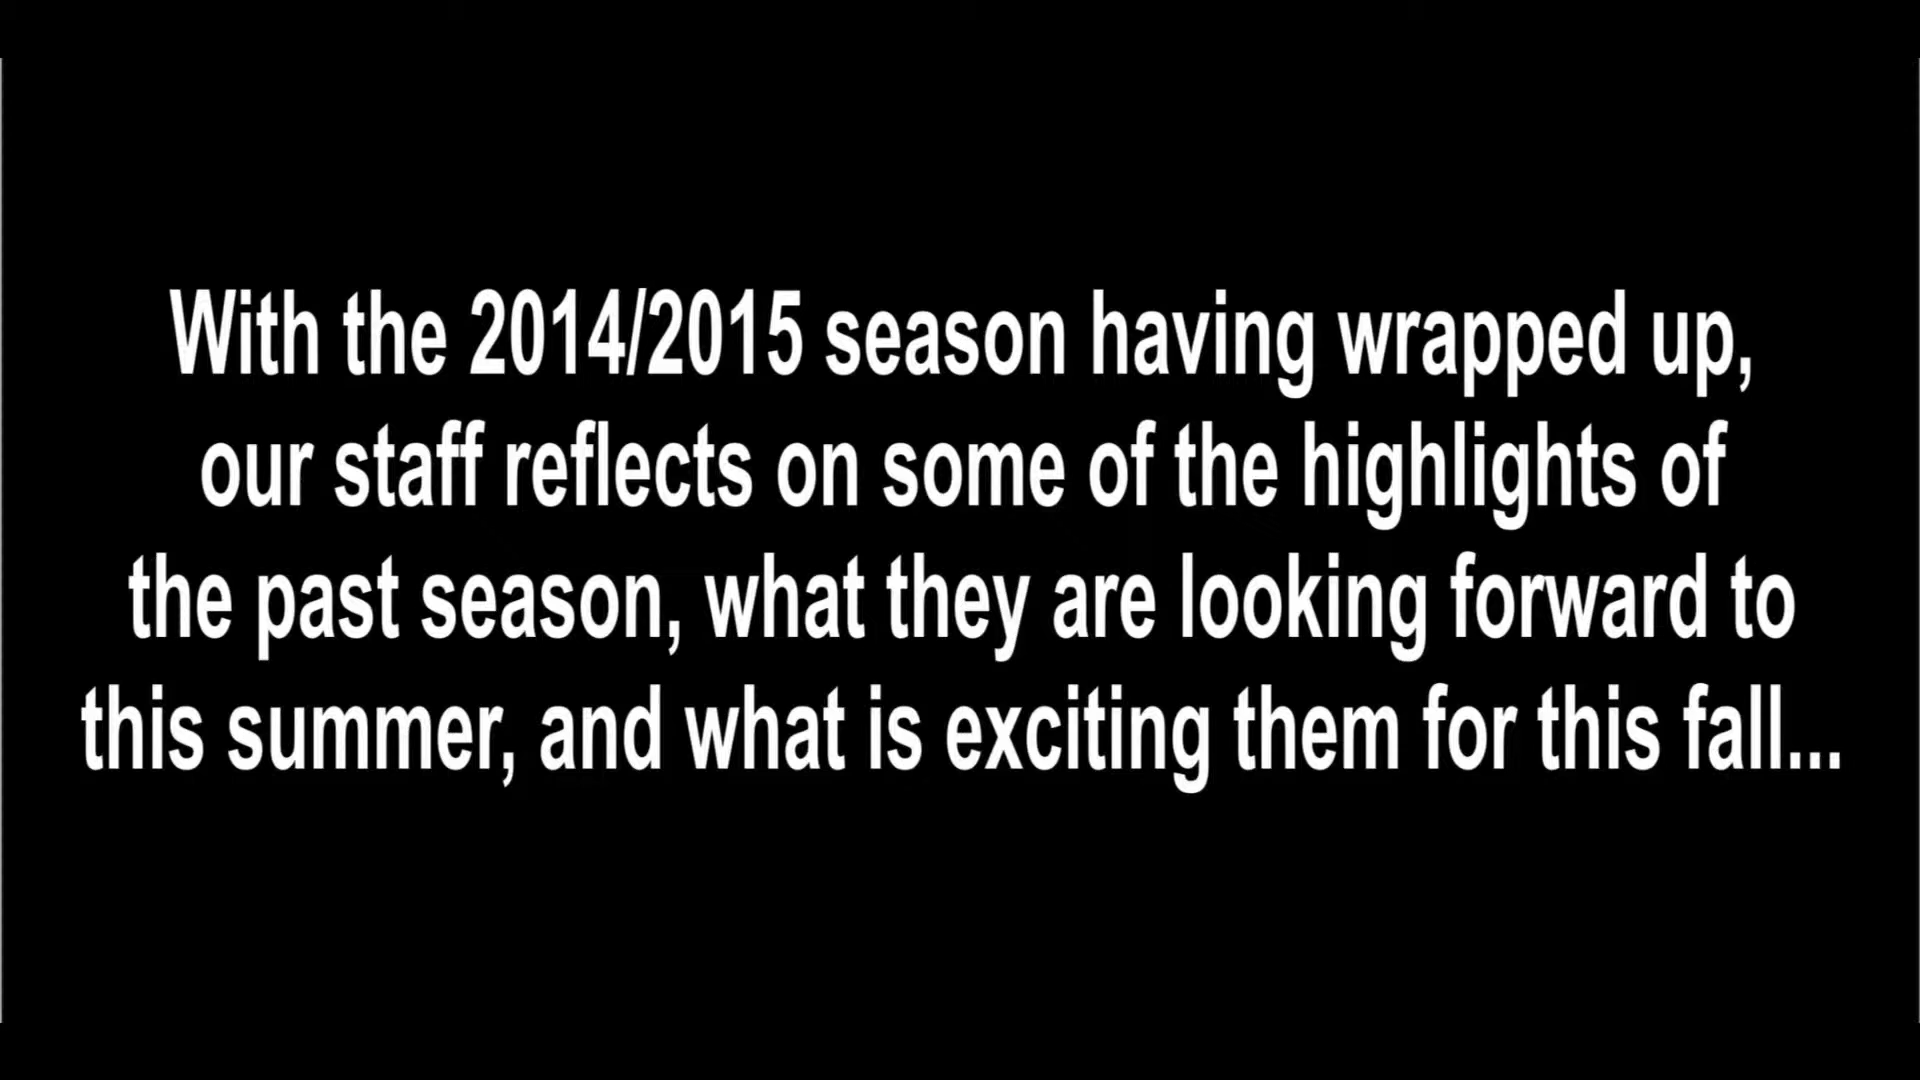 With the 2014/2015 season having wrapped up,
our staff reflects on some of the highlights of
the past season, what they are looking forward to
this summer, and what is exciting them for this fall...